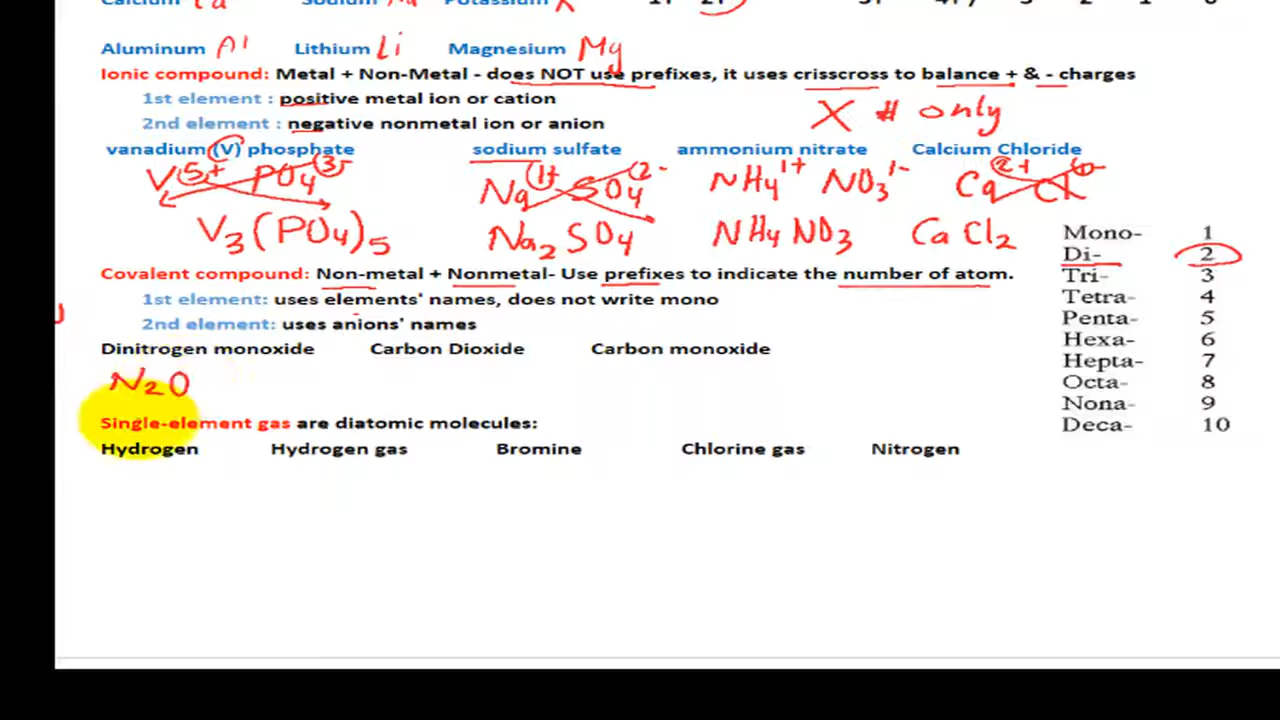 Aluminum Al Lithium Li Magnesium Mg
Ionic compound: Metal + Non-Metal - does NOT use prefixes, it uses crisscross to balance + & - charges
1st element : positive metal ion or cation
X # only
2nd element : negative nonmetal ion or anion
vanadium (V) phosphate sodium sulfate ammonium nitrate Calcium Chloride
V 5+ PO4 3- Na 1+ SO4 2- NH4 1+ NO3 1- Ca 2+ Cl
V3(PO4)5 Na2SO4 NH4NO3 CaCl2
Mono- 1
Di- 2
Tri- 3
Tetra- 4
Penta- 5
Hexa- 6
Hepta- 7
Octa- 8
Nona- 9
Deca- 10
Covalent compound: Non-metal + Nonmetal- Use prefixes to indicate the number of atom.
1st element: uses elements' names, does not write mono
2nd element: uses anions' names
Dinitrogen monoxide Carbon Dioxide Carbon monoxide
N2O
Single-element gas are diatomic molecules:
Hydrogen Hydrogen gas Bromine Chlorine gas Nitrogen